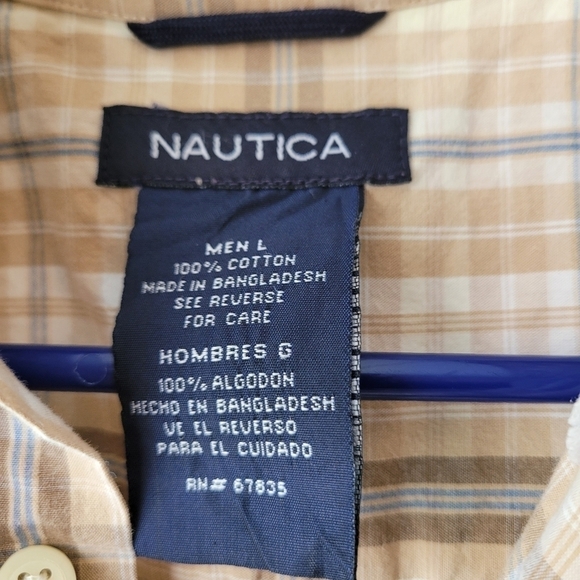 NAUTICA
MEN L
100% COTTON
MADE IN BANGLADESH
SEE REVERSE
FOR CARE
HOMBRES G
100% ALGODON
HECHO EN BANGLADESH
VE EL REVERSO
PARA EL CUIDADO
RN# 67835